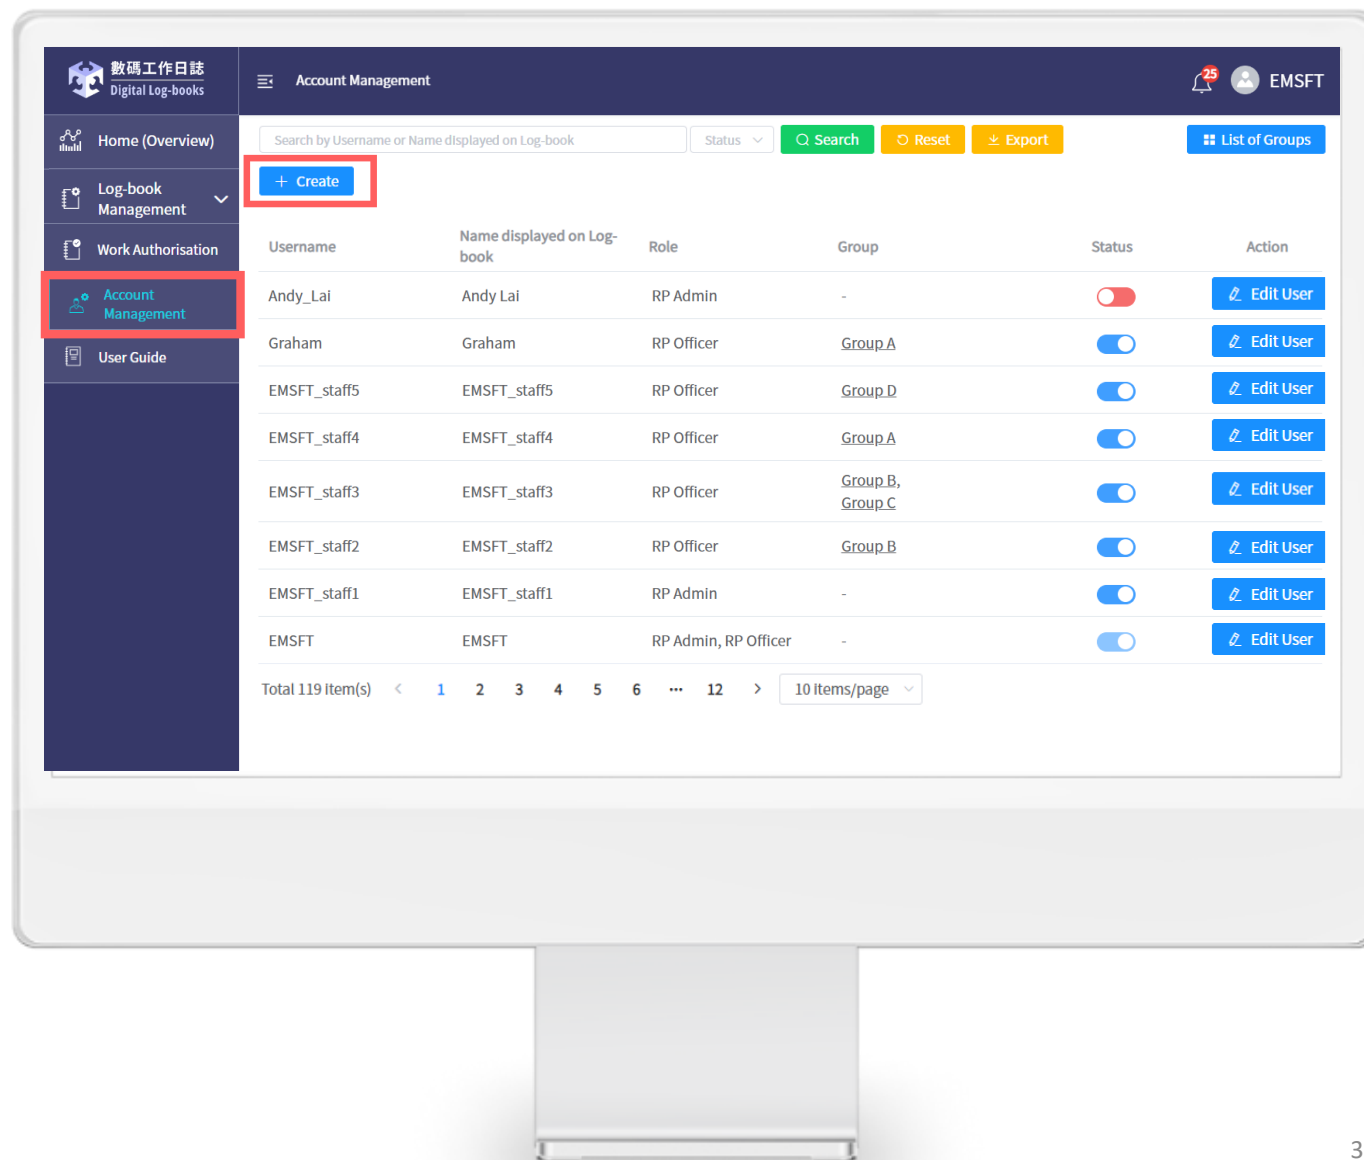 數碼工作日誌
Digital Log-books
Account Management
25
EMSFT
Home (Overview)
Log-book
Management
Work Authorisation
Account
Management
User Guide
Search by Username or Name displayed on Log-book
Status
Search
Reset
Export
List of Groups
+ Create
Username
Name displayed on Log-
book
Role
Group
Status
Action
Andy_Lai Andy Lai RP Admin - Edit User
Graham Graham RP Officer Group A Edit User
EMSFT_staff5 EMSFT_staff5 RP Officer Group D Edit User
EMSFT_staff4 EMSFT_staff4 RP Officer Group A Edit User
EMSFT_staff3 EMSFT_staff3 RP Officer Group B, Edit User
Group C
EMSFT_staff2 EMSFT_staff2 RP Officer Group B Edit User
EMSFT_staff1 EMSFT_staff1 RP Admin - Edit User
EMSFT EMSFT RP Admin, RP Officer - Edit User
Total 119 item(s) < 1 2 3 4 5 6 ··· 12 > 10 items/page
3